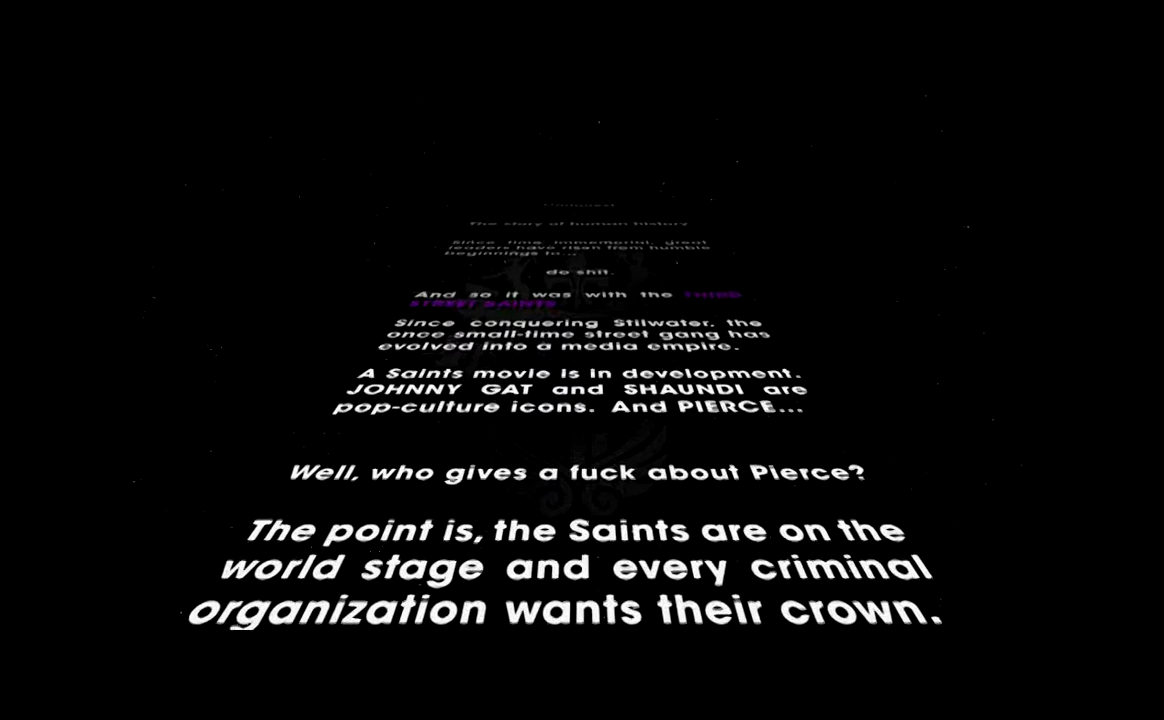 Conquest
The story of human history
Since time immemorial, great
leaders have risen from humble
beginnings to...
do shit.
And so it was with the THIRD
STREET SAINTS
Since conquering Stilwater, the
once small-time street gang has
evolved into a media empire.
A Saints movie is in development.
JOHNNY GAT and SHAUNDI are
pop-culture icons. And PIERCE...
Well, who gives a fuck about Pierce?
The point is, the Saints are on the
world stage and every criminal
organization wants their crown.